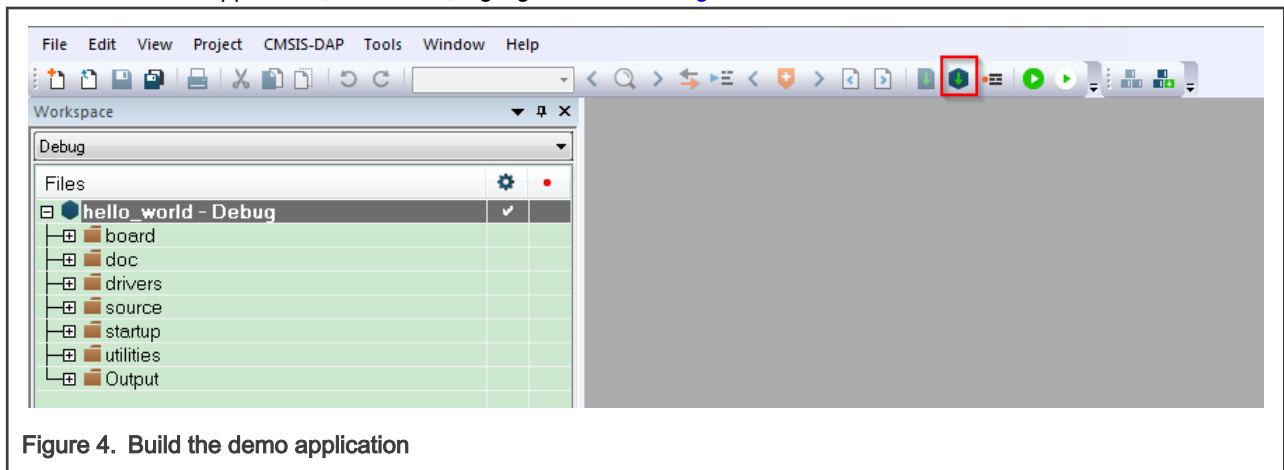 File Edit View Project CMSIS-DAP Tools Window Help
Workspace
Debug
Files
hello_world - Debug
board
doc
drivers
source
startup
utilities
Output
Figure 4. Build the demo application